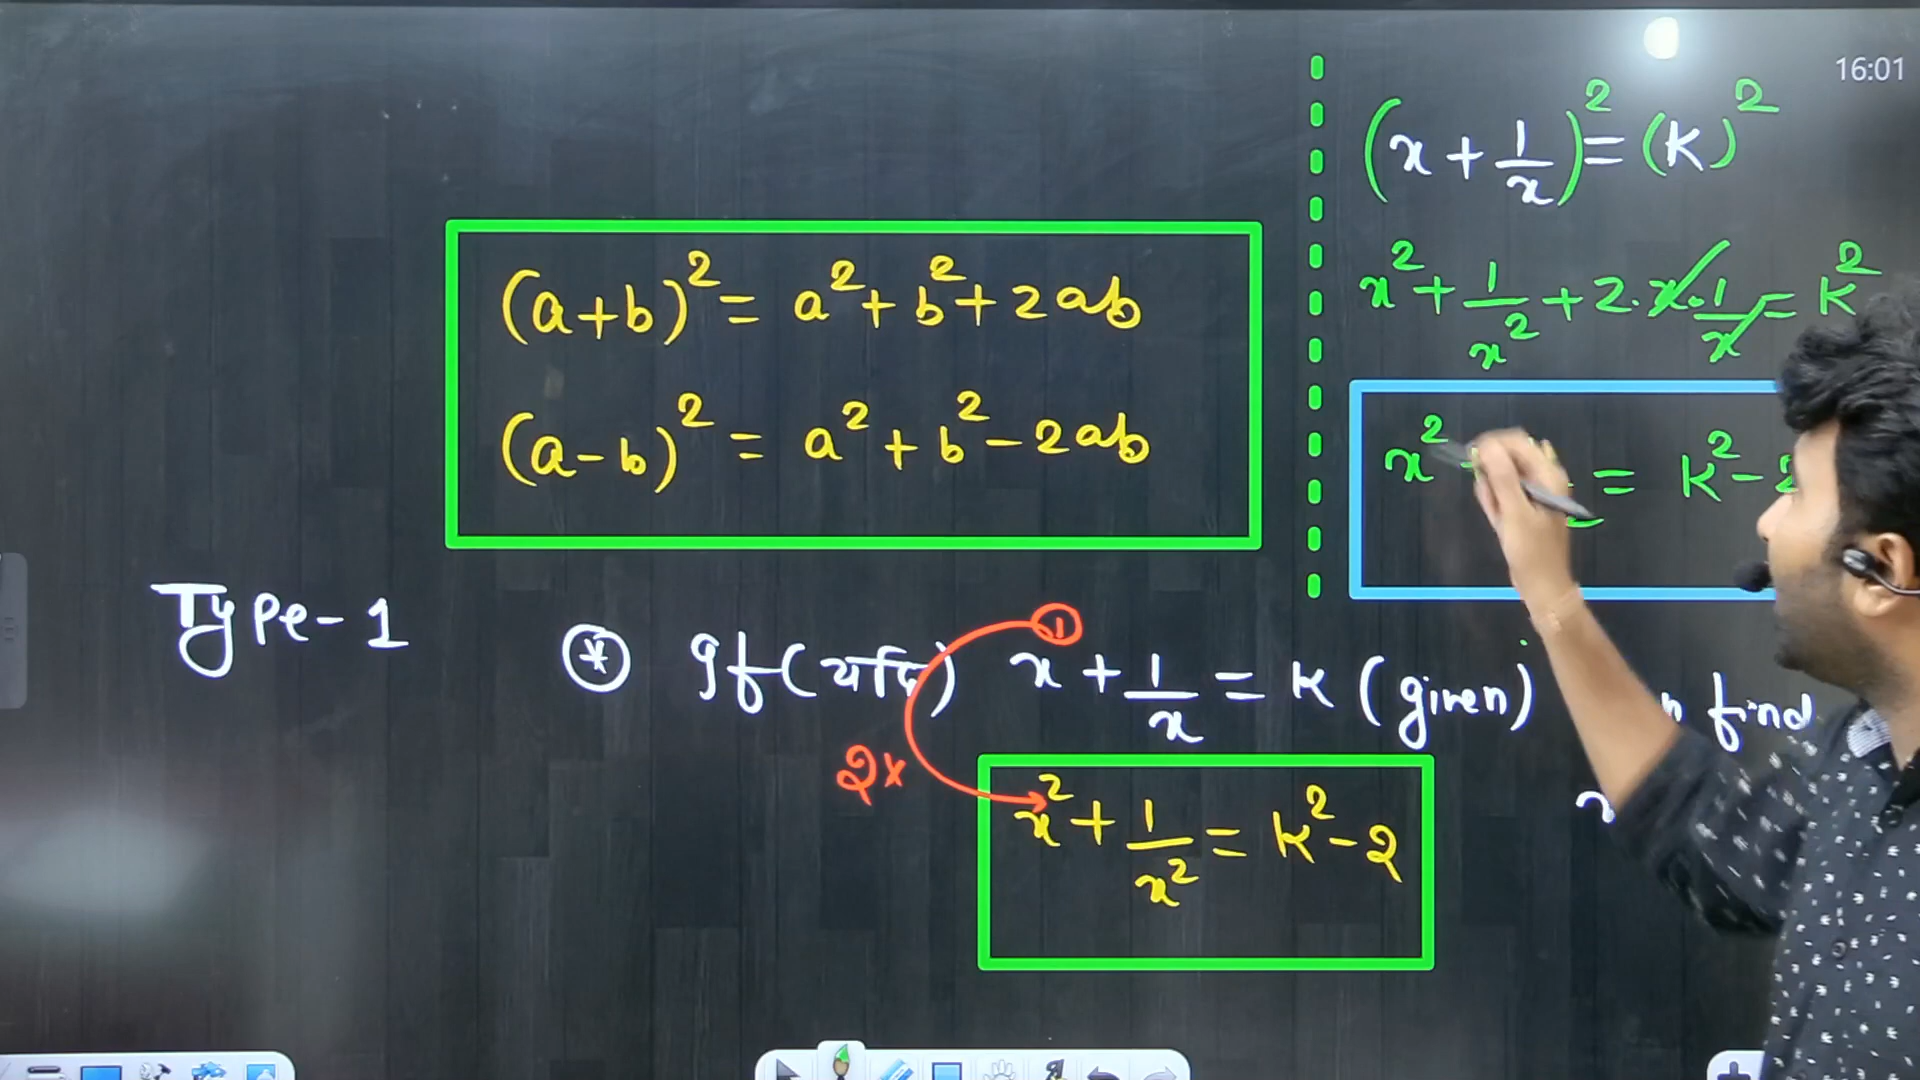 16:01
(x + 1/x)² = (K)²
x² + 1/x² + 2·x·1/x = K²
(a+b)² = a² + b² + 2ab
(a-b)² = a² + b² - 2ab
x² = K² - 2
Type-1
* If (यदि) x + 1/x = K (given) find
1
2x
x² + 1/x² = K² - 2